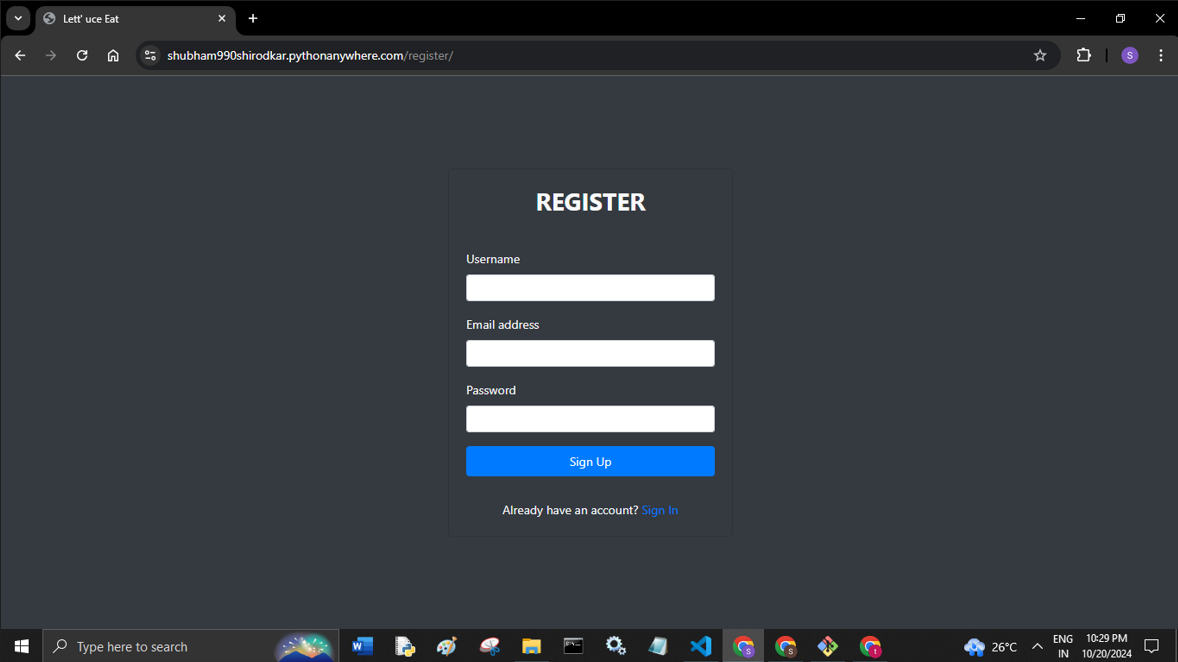 Lett' uce Eat
shubham990shirodkar.pythonanywhere.com/register/
S
REGISTER
Username
Email address
Password
Sign Up
Already have an account? Sign In
Type here to search
26°C
ENG
IN
10:29 PM
10/20/2024